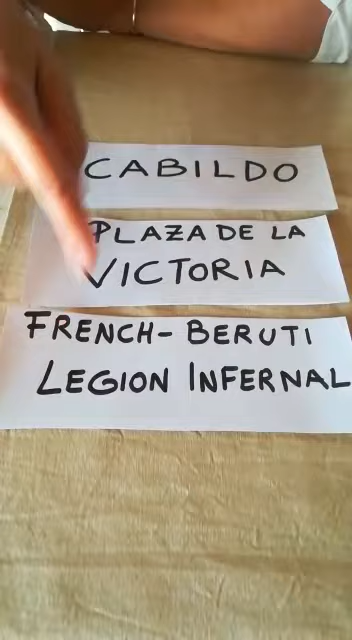 CABILDO
PLAZA DE LA
VICTORIA
FRENCH-BERUTI
LEGION INFERNAL